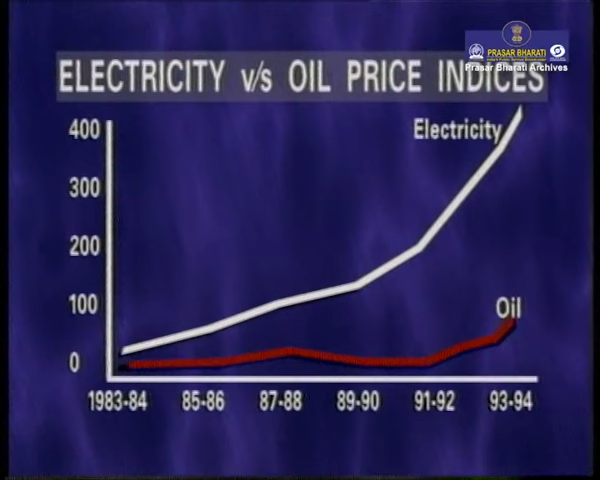 PRASAR BHARATI
Prasar Bharati Archives
ELECTRICITY v/s OIL PRICE INDICES
400
Electricity
300
200
100
Oil
0
1983-84 85-86 87-88 89-90 91-92 93-94